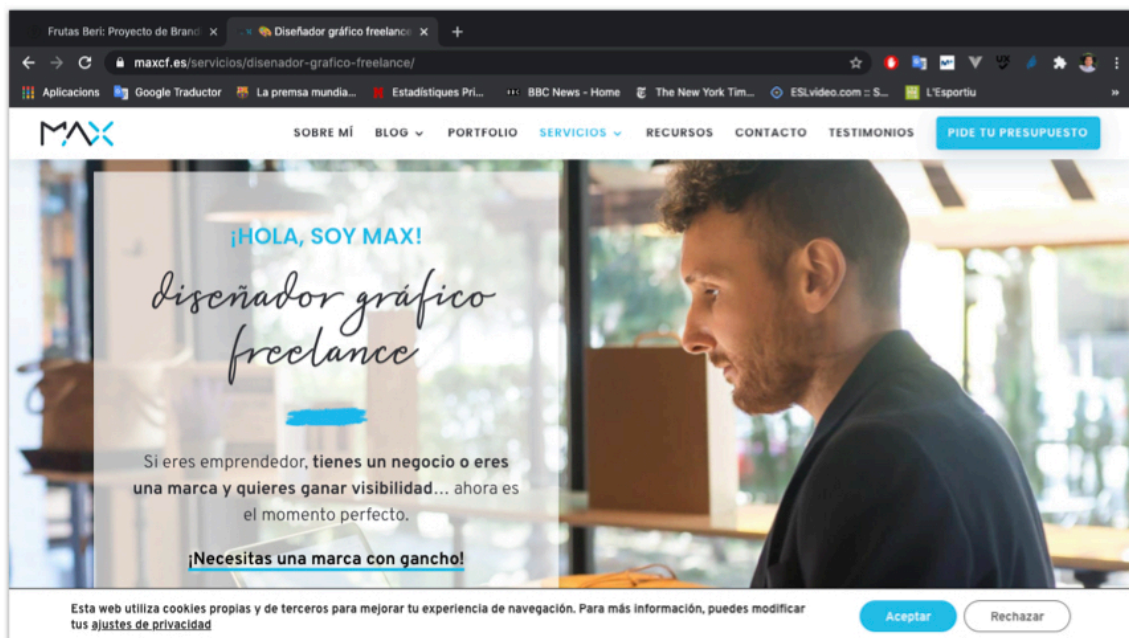 Frutas Beri: Proyecto de Brand
Diseñador gráfico freelance
maxcf.es/servicios/disenador-grafico-freelance/
Aplicacions Google Traductor La premsa mundia... Estadístiques Pri... BBC News - Home The New York Tim... ESLvideo.com :: S... L'Esportiu »
MAX SOBRE MÍ BLOG PORTFOLIO SERVICIOS RECURSOS CONTACTO TESTIMONIOS PIDE TU PRESUPUESTO
¡HOLA, SOY MAX!
diseñador gráfico
freelance
Si eres emprendedor, tienes un negocio o eres
una marca y quieres ganar visibilidad... ahora es
el momento perfecto.
¡Necesitas una marca con gancho!
Esta web utiliza cookies propias y de terceros para mejorar tu experiencia de navegación. Para más información, puedes modificar
tus ajustes de privacidad
Aceptar Rechazar